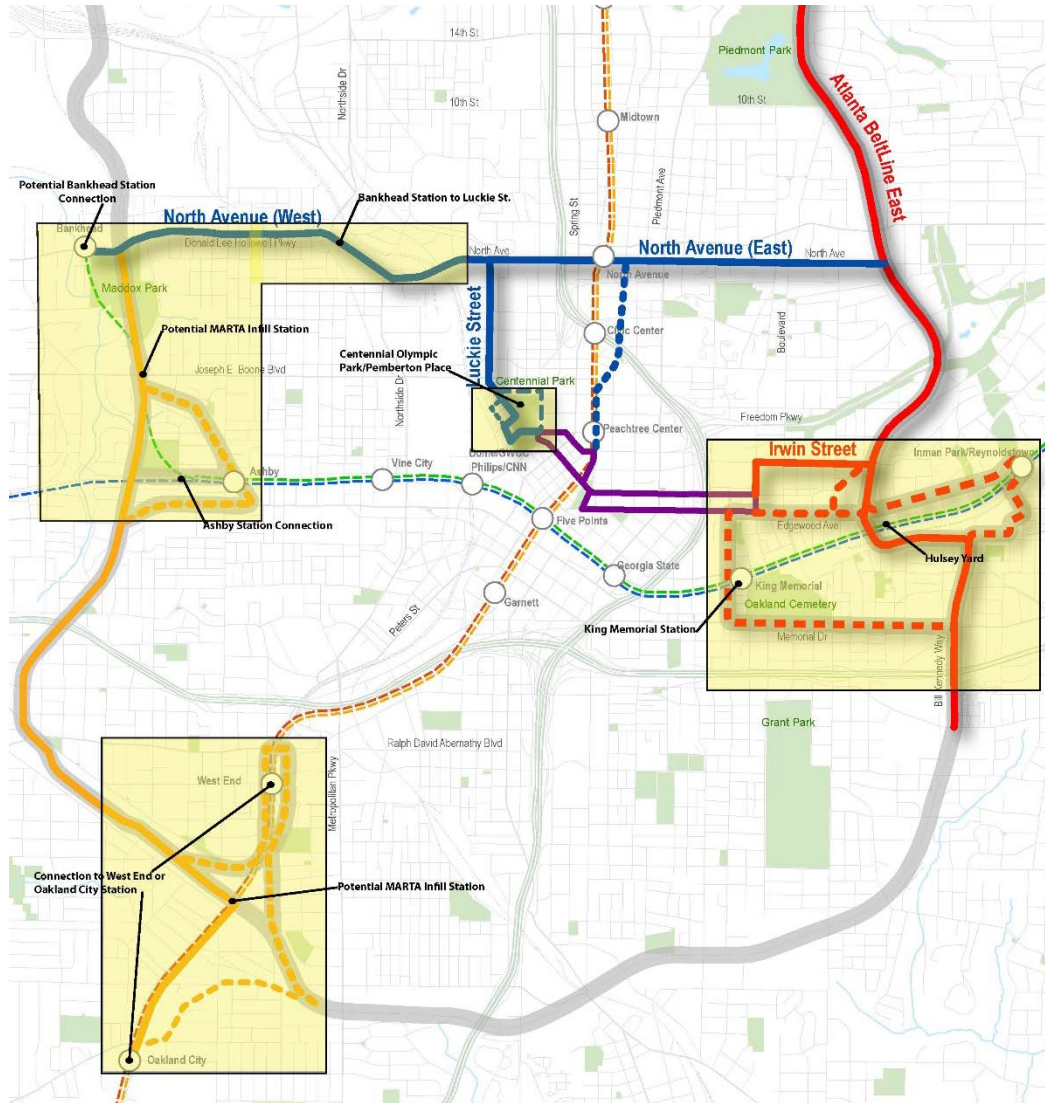 14th St
Piedmont Park
Northside Dr
10th St
10th St
Midtown
Atlanta BeltLine East
Piedmont Ave
Spring St
Potential Bankhead Station
Connection
Bankhead Station to Luckie St.
North Avenue (West)
Bankhead
Donald Lee Hollowell Pkwy
North Ave
North Avenue (East)
North Ave
North Avenue
Maddox Park
Potential MARTA Infill Station
Luckie Street
Civic Center
Boulevard
Centennial Olympic
Park/Pemberton Place
Joseph E. Boone Blvd
Northside Dr
Centennial Park
Freedom Pkwy
Peachtree Center
Irwin Street
Inman Park/Reynoldstown
Dome/GWCC
Philips/CNN
Vine City
Ashby
Ashby Station Connection
Five Points
Edgewood Ave
Hulsey Yard
Georgia State
King Memorial
Garnett
Oakland Cemetery
Peters St
King Memorial Station
Memorial Dr
Bill Kennedy Way
Grant Park
Ralph David Abernathy Blvd
West End
Metropolitan Pkwy
Connection to West End or
Oakland City Station
Potential MARTA Infill Station
Oakland City